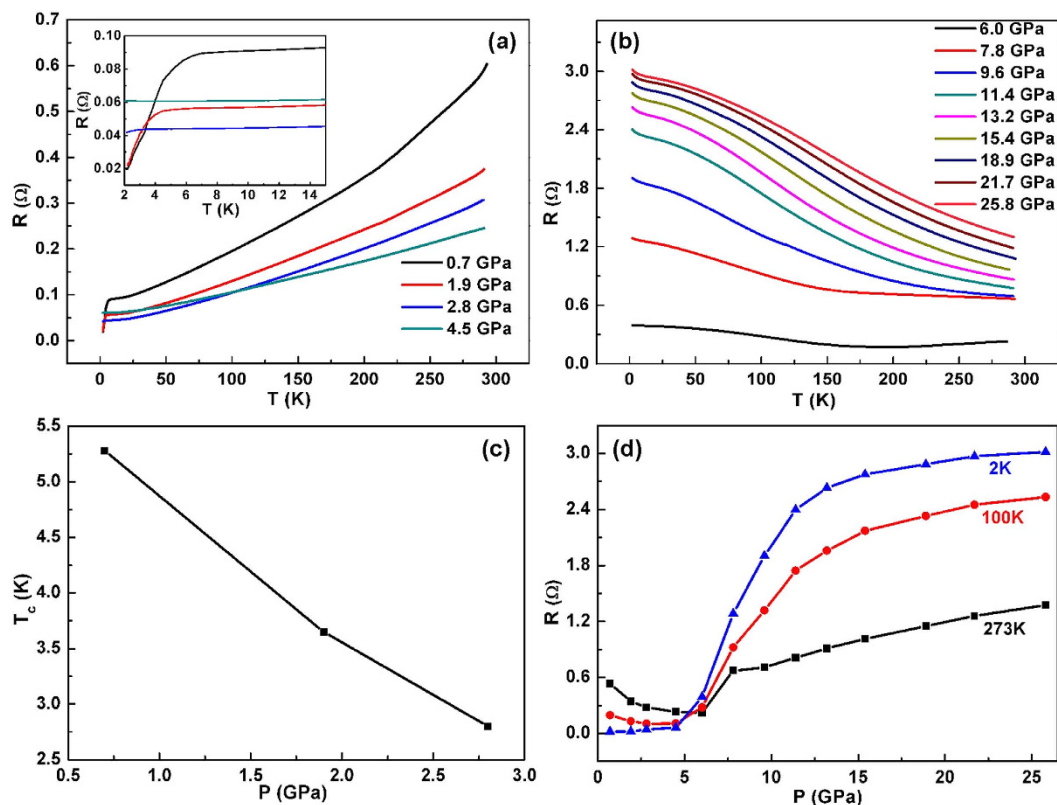 (a)
0.7
0.6
0.5
0.4
0.3
0.2
0.1
0.0
R (Ω)
0 50 100 150 200 250 300
T (K)
0.10
0.08
0.06
0.04
0.02
R (Ω)
2 4 6 8 10 12 14
T (K)
0.7 GPa
1.9 GPa
2.8 GPa
4.5 GPa
(b)
3.0
2.4
1.8
1.2
0.6
0.0
R (Ω)
0 50 100 150 200 250 300
T (K)
6.0 GPa
7.8 GPa
9.6 GPa
11.4 GPa
13.2 GPa
15.4 GPa
18.9 GPa
21.7 GPa
25.8 GPa
(c)
5.5
5.0
4.5
4.0
3.5
3.0
2.5
Tc (K)
0.5 1.0 1.5 2.0 2.5 3.0
P (GPa)
(d)
3.0
2.4
1.8
1.2
0.6
0.0
R (Ω)
2K
100K
273K
0 5 10 15 20 25
P (GPa)